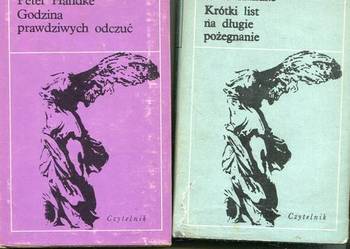 Peter Handke
Godzina
prawdziwych odczuć
Czytelnik
Krótki list
na długie
pożegnanie
Czytelnik